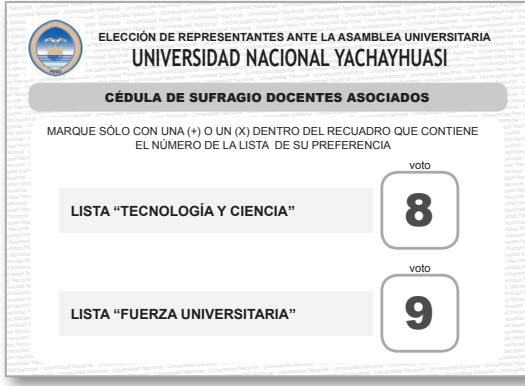 ELECCIÓN DE REPRESENTANTES ANTE LA ASAMBLEA UNIVERSITARIA
UNIVERSIDAD NACIONAL YACHAYHUASI
PERÚ
CÉDULA DE SUFRAGIO DOCENTES ASOCIADOS
MARQUE SÓLO CON UNA (+) O UN (X) DENTRO DEL RECUADRO QUE CONTIENE
EL NÚMERO DE LA LISTA DE SU PREFERENCIA
voto
LISTA “TECNOLOGÍA Y CIENCIA”
8
voto
LISTA “FUERZA UNIVERSITARIA”
9